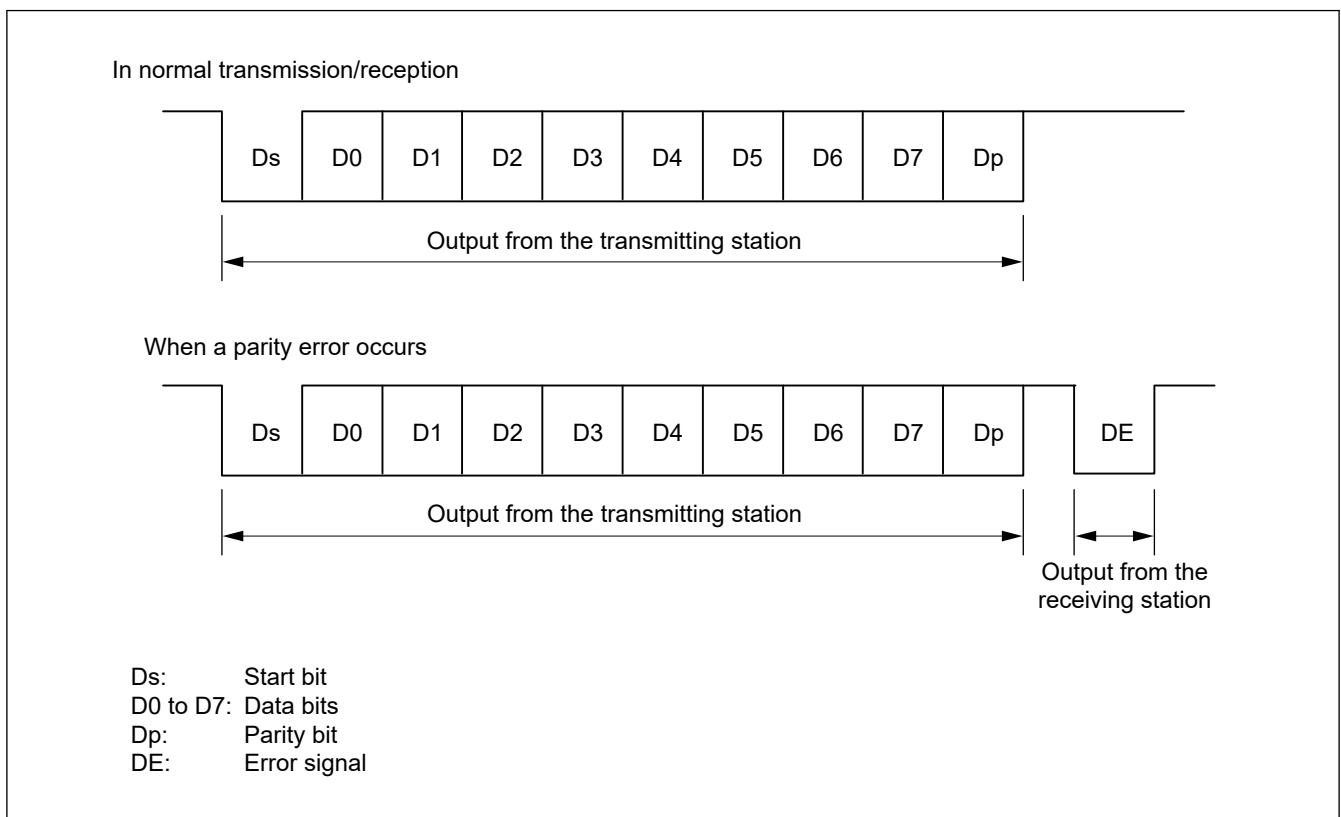 In normal transmission/reception
Ds D0 D1 D2 D3 D4 D5 D6 D7 Dp
Output from the transmitting station
When a parity error occurs
Ds D0 D1 D2 D3 D4 D5 D6 D7 Dp DE
Output from the transmitting station
Output from the
receiving station
Ds: Start bit
D0 to D7: Data bits
Dp: Parity bit
DE: Error signal